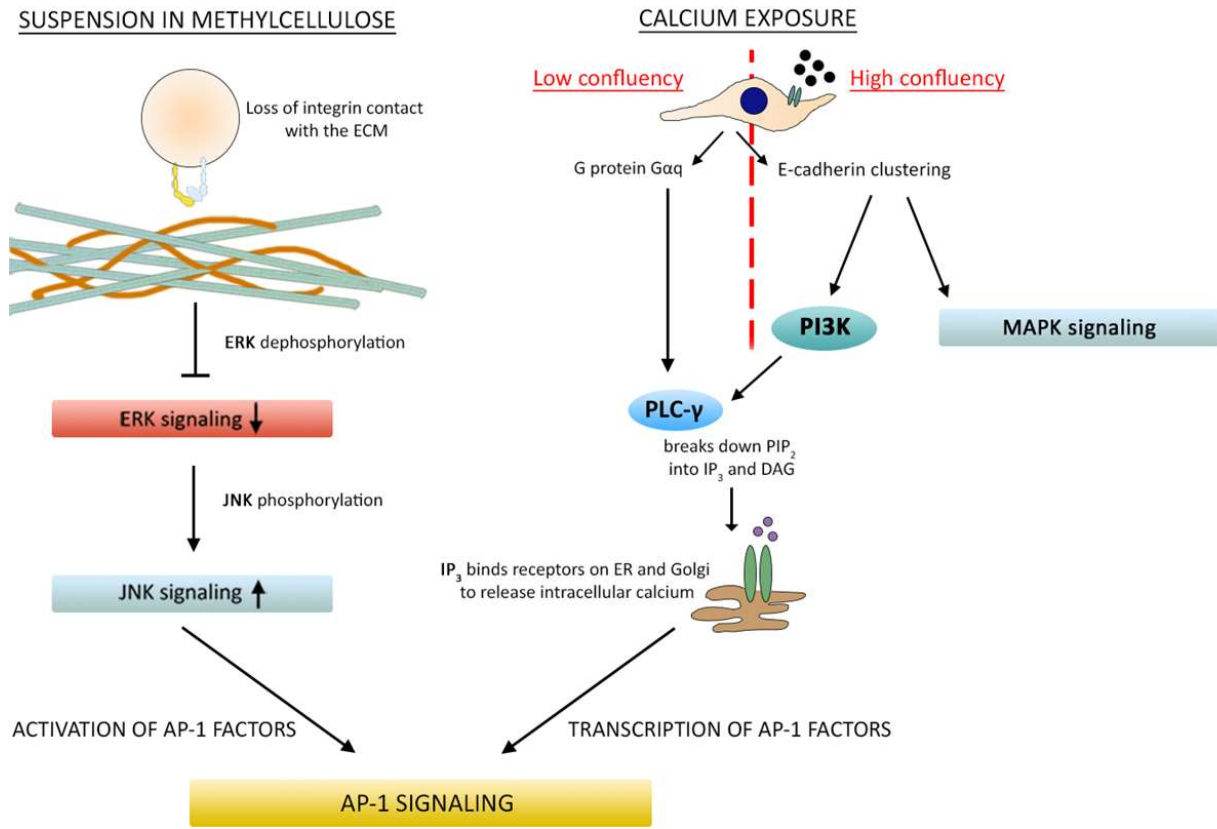 SUSPENSION IN METHYLCELLULOSE
Loss of integrin contact
with the ECM
ERK dephosphorylation
ERK signaling
JNK phosphorylation
JNK signaling
ACTIVATION OF AP-1 FACTORS
CALCIUM EXPOSURE
Low confluency
High confluency
G protein Gαq
E-cadherin clustering
PI3K
MAPK signaling
PLC-γ
breaks down PIP₂
into IP₃ and DAG
IP₃ binds receptors on ER and Golgi
to release intracellular calcium
TRANSCRIPTION OF AP-1 FACTORS
AP-1 SIGNALING